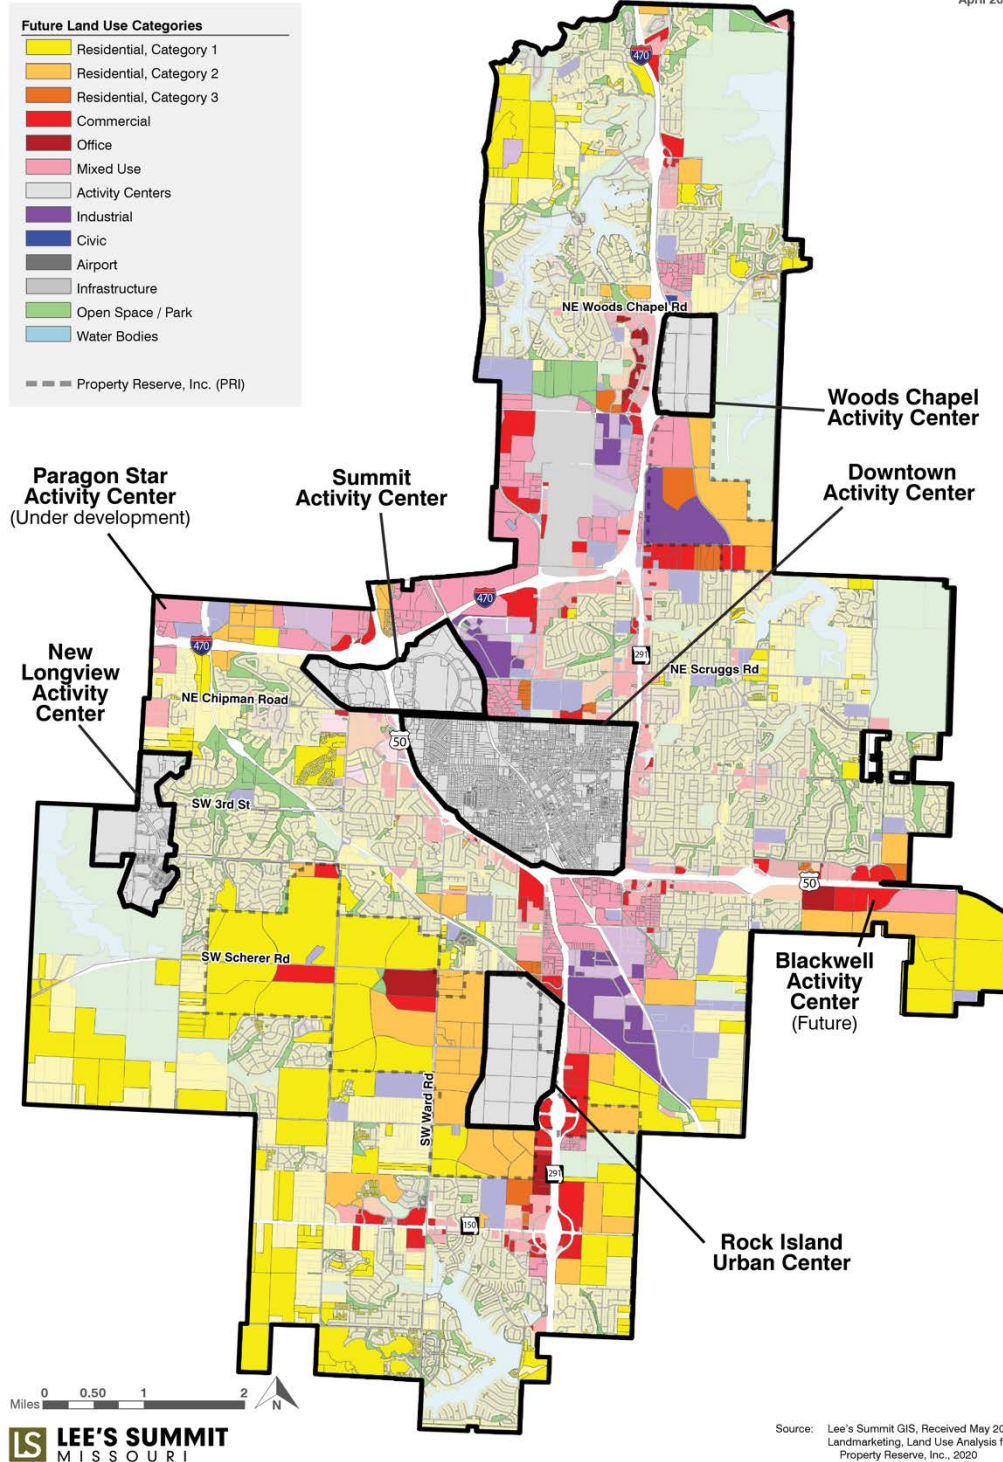 April 20
Future Land Use Categories
Residential, Category 1
Residential, Category 2
Residential, Category 3
Commercial
Office
Mixed Use
Activity Centers
Industrial
Civic
Airport
Infrastructure
Open Space / Park
Water Bodies
Property Reserve, Inc. (PRI)
470
NE Woods Chapel Rd
Woods Chapel
Activity Center
Paragon Star
Activity Center
(Under development)
Summit
Activity Center
Downtown
Activity Center
470
470
291
NE Scruggs Rd
New
Longview
Activity
Center
NE Chipman Road
50
SW 3rd St
50
SW Scherer Rd
Blackwell
Activity
Center
(Future)
SW Ward Rd
291
150
Rock Island
Urban Center
Miles 0 0.50 1 2
N
LS LEE'S SUMMIT
MISSOURI
Source: Lee's Summit GIS, Received May 20
Landmarketing, Land Use Analysis f
Property Reserve, Inc., 2020